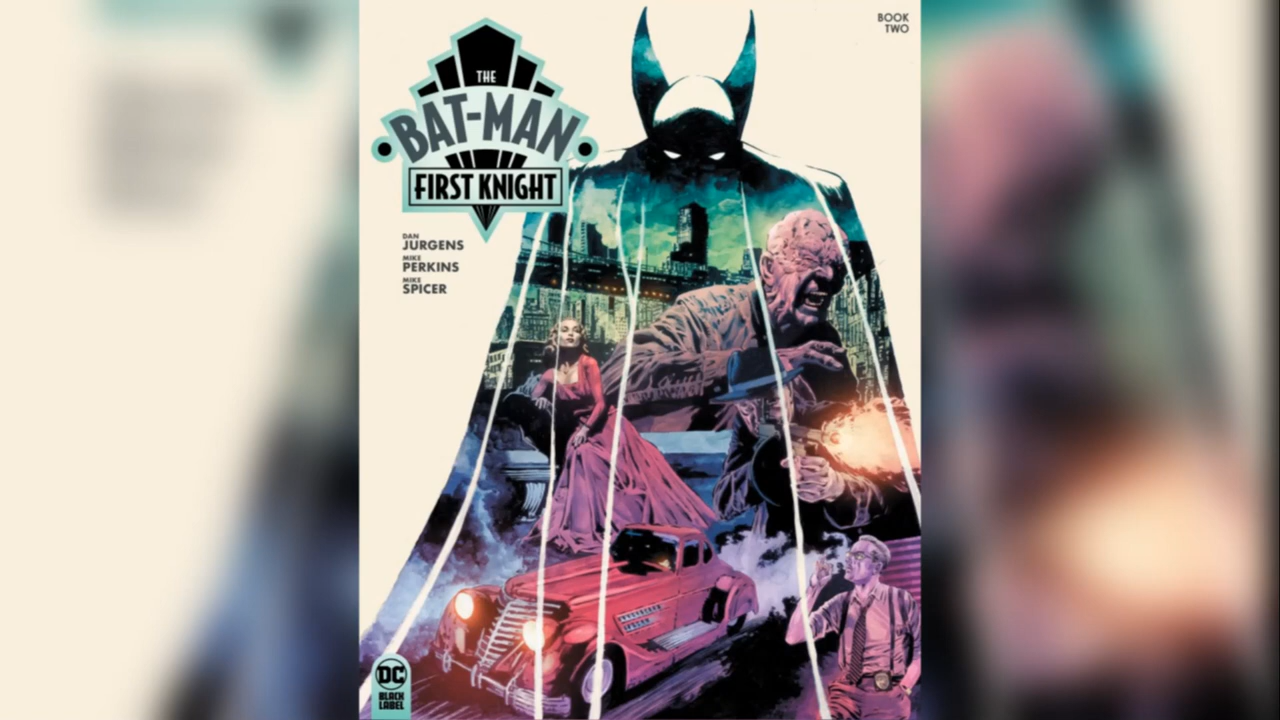 BOOK
TWO
THE
BAT-MAN
FIRST KNIGHT
DAN
JURGENS
MIKE
PERKINS
MIKE
SPICER
DC
BLACK
LABEL